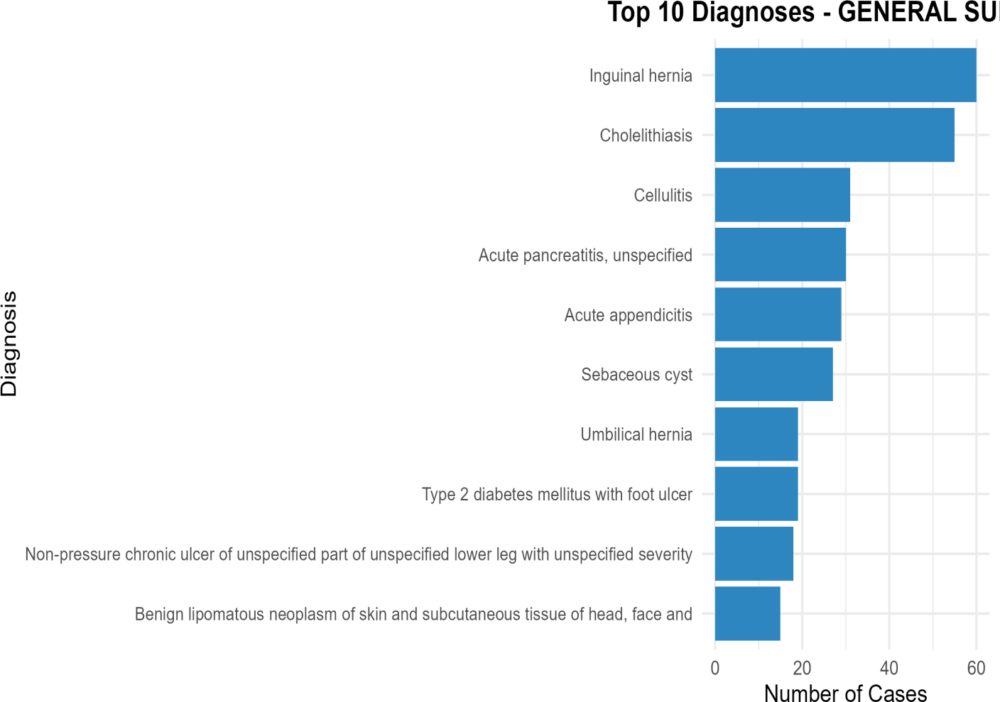 Top 10 Diagnoses - GENERAL SU
Inguinal hernia
Cholelithiasis
Cellulitis
Acute pancreatitis, unspecified
Acute appendicitis
Sebaceous cyst
Umbilical hernia
Type 2 diabetes mellitus with foot ulcer
Non-pressure chronic ulcer of unspecified part of unspecified lower leg with unspecified severity
Benign lipomatous neoplasm of skin and subcutaneous tissue of head, face and
Diagnosis
0 20 40 60
Number of Cases